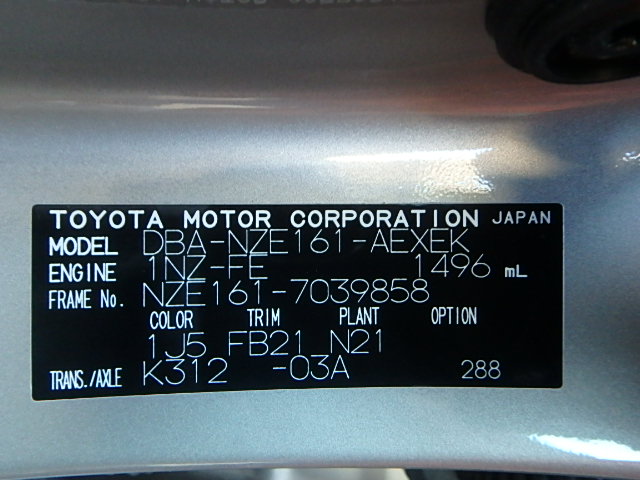 TOYOTA MOTOR CORPORATION JAPAN
MODEL DBA-NZE161-AEXEK
ENGINE 1NZ-FE 1496 mL
FRAME No. NZE161-7039858
COLOR TRIM PLANT OPTION
1J5 FB21 N21
TRANS./AXLE K312 -03A 288